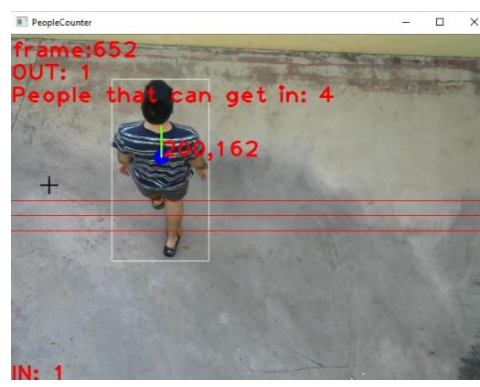 PeopleCounter
frame:652
OUT: 1
People that can get in: 4
200,162
IN: 1